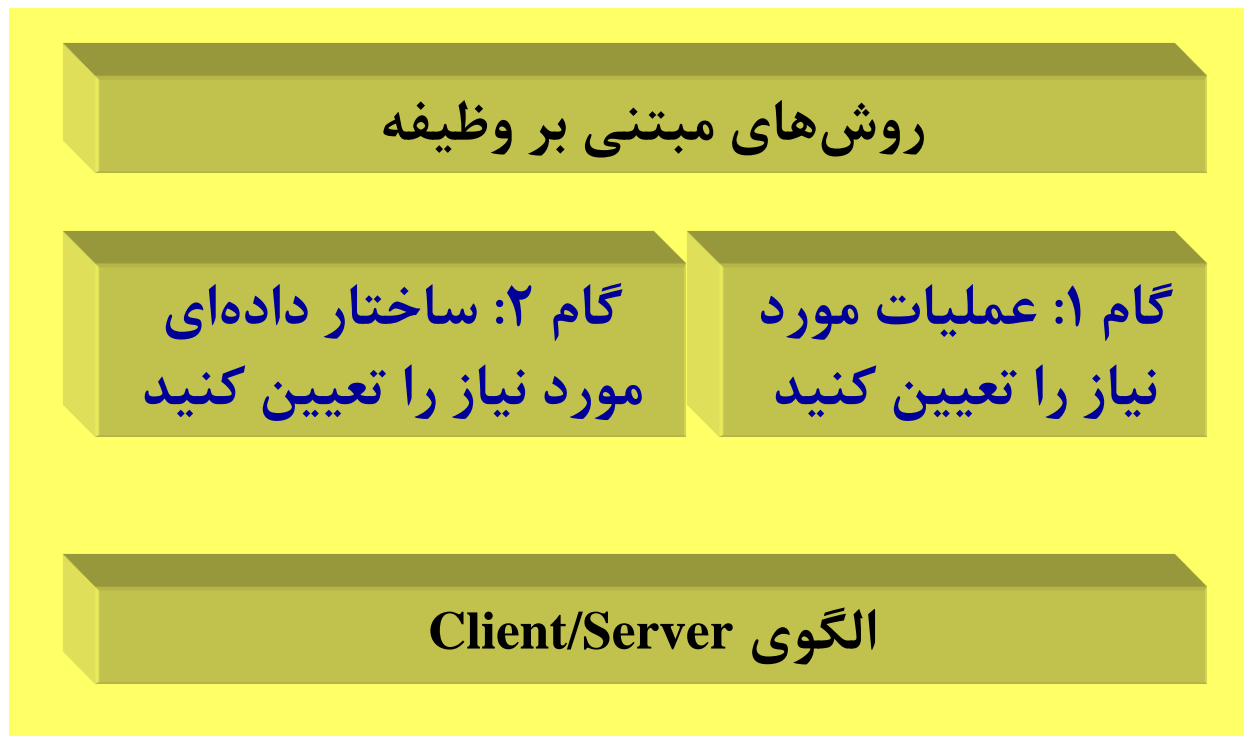 روش‌های مبتنی بر وظیفه
گام ۱: عملیات مورد
نیاز را تعیین کنید
گام ۲: ساختار داده‌ای
مورد نیاز را تعیین کنید
الگوی Client/Server